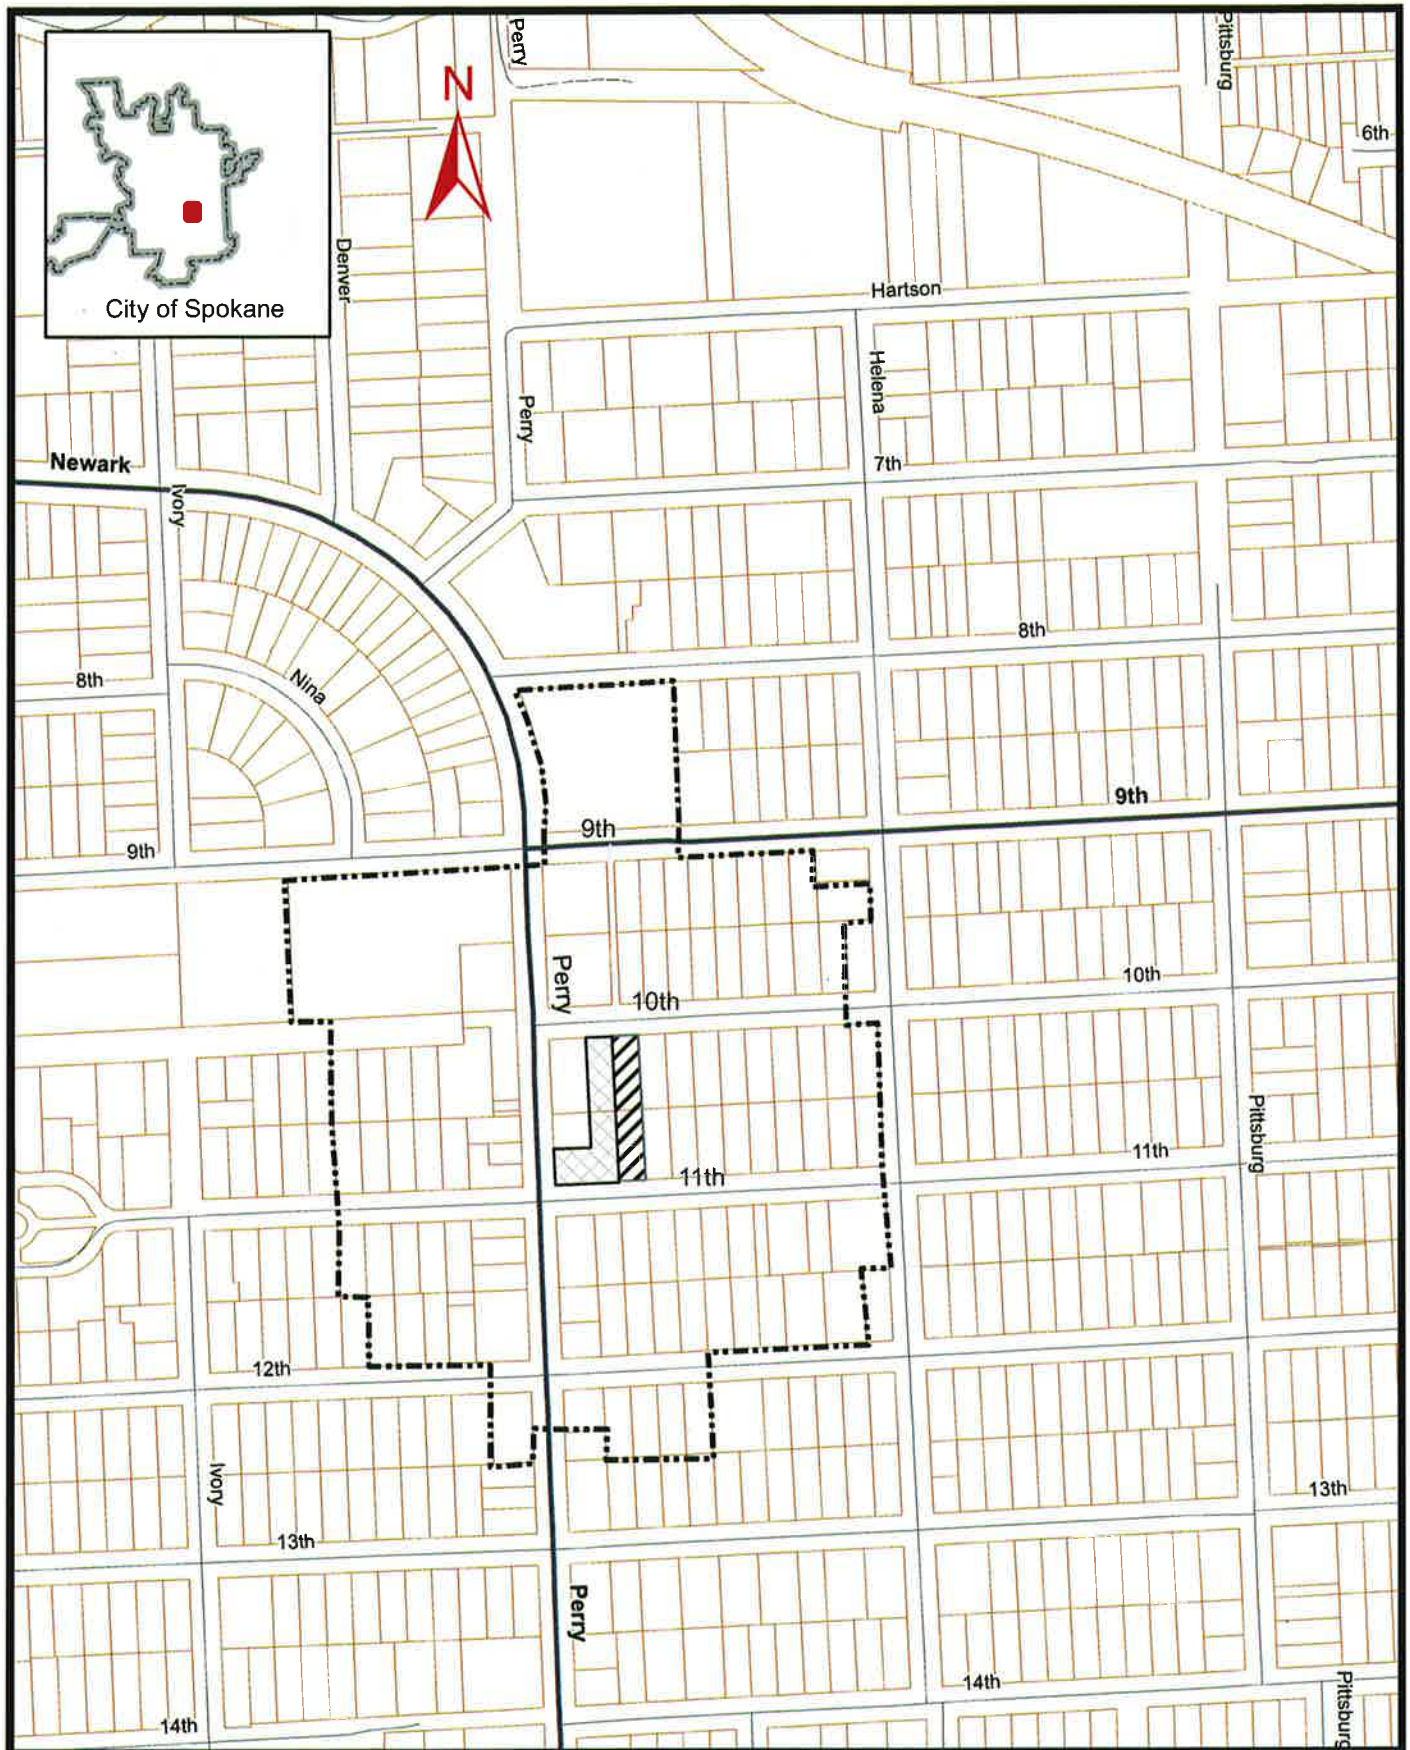 Perry
Pittsburg
N
6th
Denver
City of Spokane
Hartson
Helena
Perry
Newark
7th
Ivory
8th
Nina
8th
9th
9th
9th
Perry
10th
10th
Pittsburg
11th
11th
12th
Ivory
13th
13th
Perry
14th
Pittsburg
14th